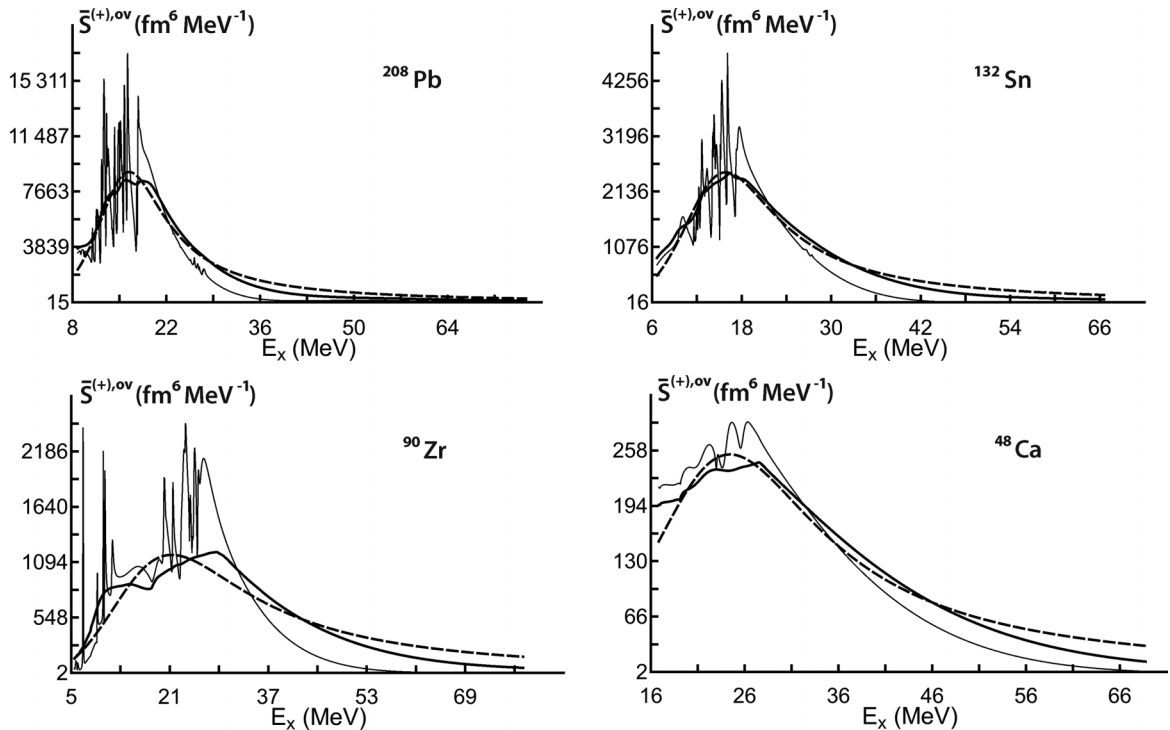 S̄(+),ov (fm⁶ MeV⁻¹)
²⁰⁸Pb
15 311
11 487
7663
3839
15
8 22 36 50 64
Eₓ (MeV)
S̄(+),ov (fm⁶ MeV⁻¹)
¹³²Sn
4256
3196
2136
1076
16
6 18 30 42 54 66
Eₓ (MeV)
S̄(+),ov (fm⁶ MeV⁻¹)
⁹⁰Zr
2186
1640
1094
548
2
5 21 37 53 69
Eₓ (MeV)
S̄(+),ov (fm⁶ MeV⁻¹)
⁴⁸Ca
258
194
130
66
2
16 26 36 46 56 66
Eₓ (MeV)